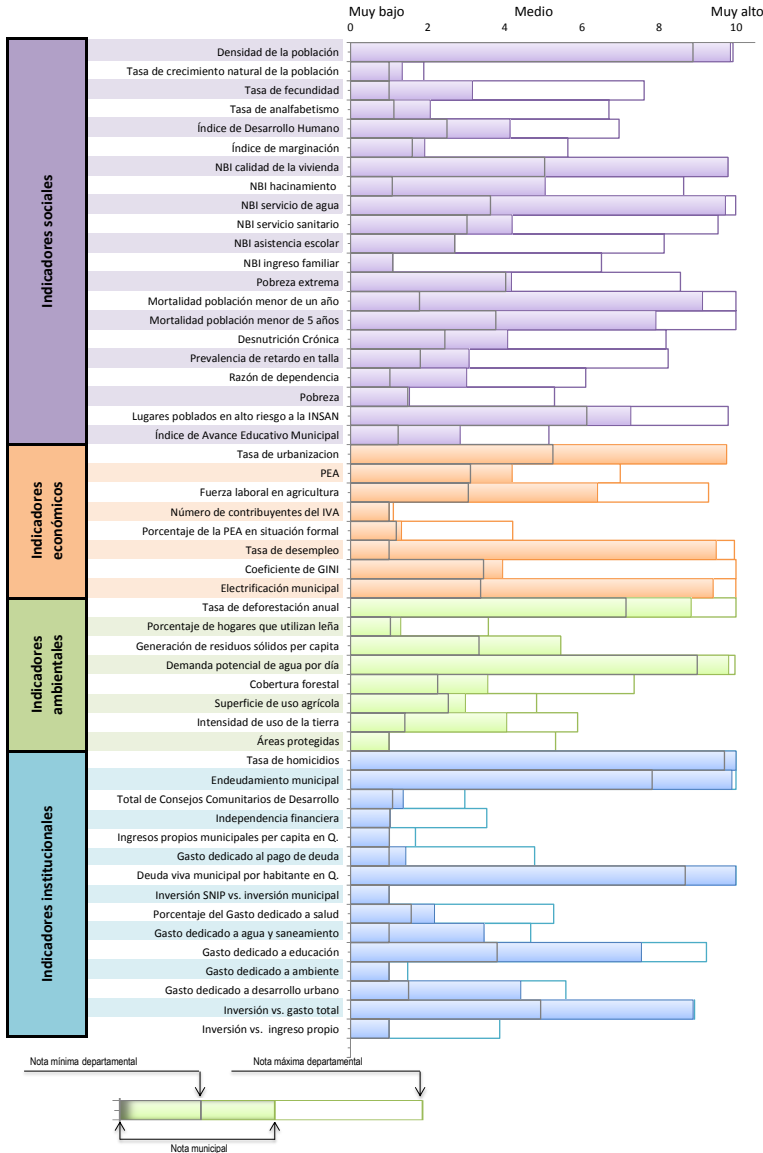 Muy bajo Medio Muy alto
0 2 4 6 8 10
Indicadores sociales
Densidad de la población
Tasa de crecimiento natural de la población
Tasa de fecundidad
Tasa de analfabetismo
Índice de Desarrollo Humano
Índice de marginación
NBI calidad de la vivienda
NBI hacinamiento
NBI servicio de agua
NBI servicio sanitario
NBI asistencia escolar
NBI ingreso familiar
Pobreza extrema
Mortalidad población menor de un año
Mortalidad población menor de 5 años
Desnutrición Crónica
Prevalencia de retardo en talla
Razón de dependencia
Pobreza
Lugares poblados en alto riesgo a la INSAN
Índice de Avance Educativo Municipal
Indicadores económicos
Tasa de urbanizacion
PEA
Fuerza laboral en agricultura
Número de contribuyentes del IVA
Porcentaje de la PEA en situación formal
Tasa de desempleo
Coeficiente de GINI
Electrificación municipal
Indicadores ambientales
Tasa de deforestación anual
Porcentaje de hogares que utilizan leña
Generación de residuos sólidos per capita
Demanda potencial de agua por día
Cobertura forestal
Superficie de uso agrícola
Intensidad de uso de la tierra
Áreas protegidas
Indicadores institucionales
Tasa de homicidios
Endeudamiento municipal
Total de Consejos Comunitarios de Desarrollo
Independencia financiera
Ingresos propios municipales per capita en Q.
Gasto dedicado al pago de deuda
Deuda viva municipal por habitante en Q.
Inversión SNIP vs. inversión municipal
Porcentaje del Gasto dedicado a salud
Gasto dedicado a agua y saneamiento
Gasto dedicado a educación
Gasto dedicado a ambiente
Gasto dedicado a desarrollo urbano
Inversión vs. gasto total
Inversión vs. ingreso propio
Nota mínima departamental
Nota máxima departamental
Nota municipal